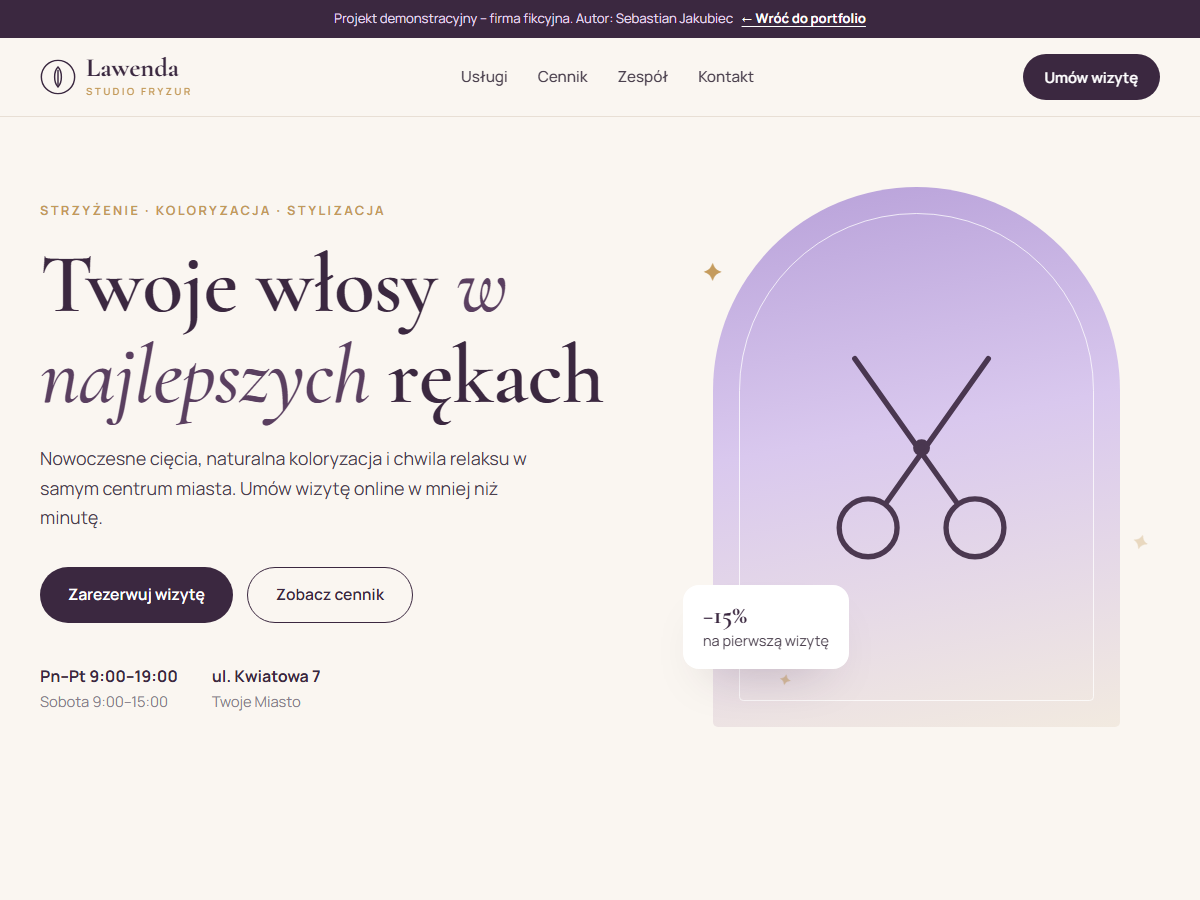 Projekt demonstracyjny – firma fikcyjna. Autor: Sebastian Jakubiec ← Wróć do portfolio
Lawenda
STUDIO FRYZUR
Usługi Cennik Zespół Kontakt
Umów wizytę
STRZYŻENIE · KOLORYZACJA · STYLIZACJA
Twoje włosy w
najlepszych rękach
Nowoczesne cięcia, naturalna koloryzacja i chwila relaksu w
samym centrum miasta. Umów wizytę online w mniej niż
minutę.
Zarezerwuj wizytę Zobacz cennik
–15%
na pierwszą wizytę
Pn–Pt 9:00–19:00 ul. Kwiatowa 7
Sobota 9:00–15:00 Twoje Miasto